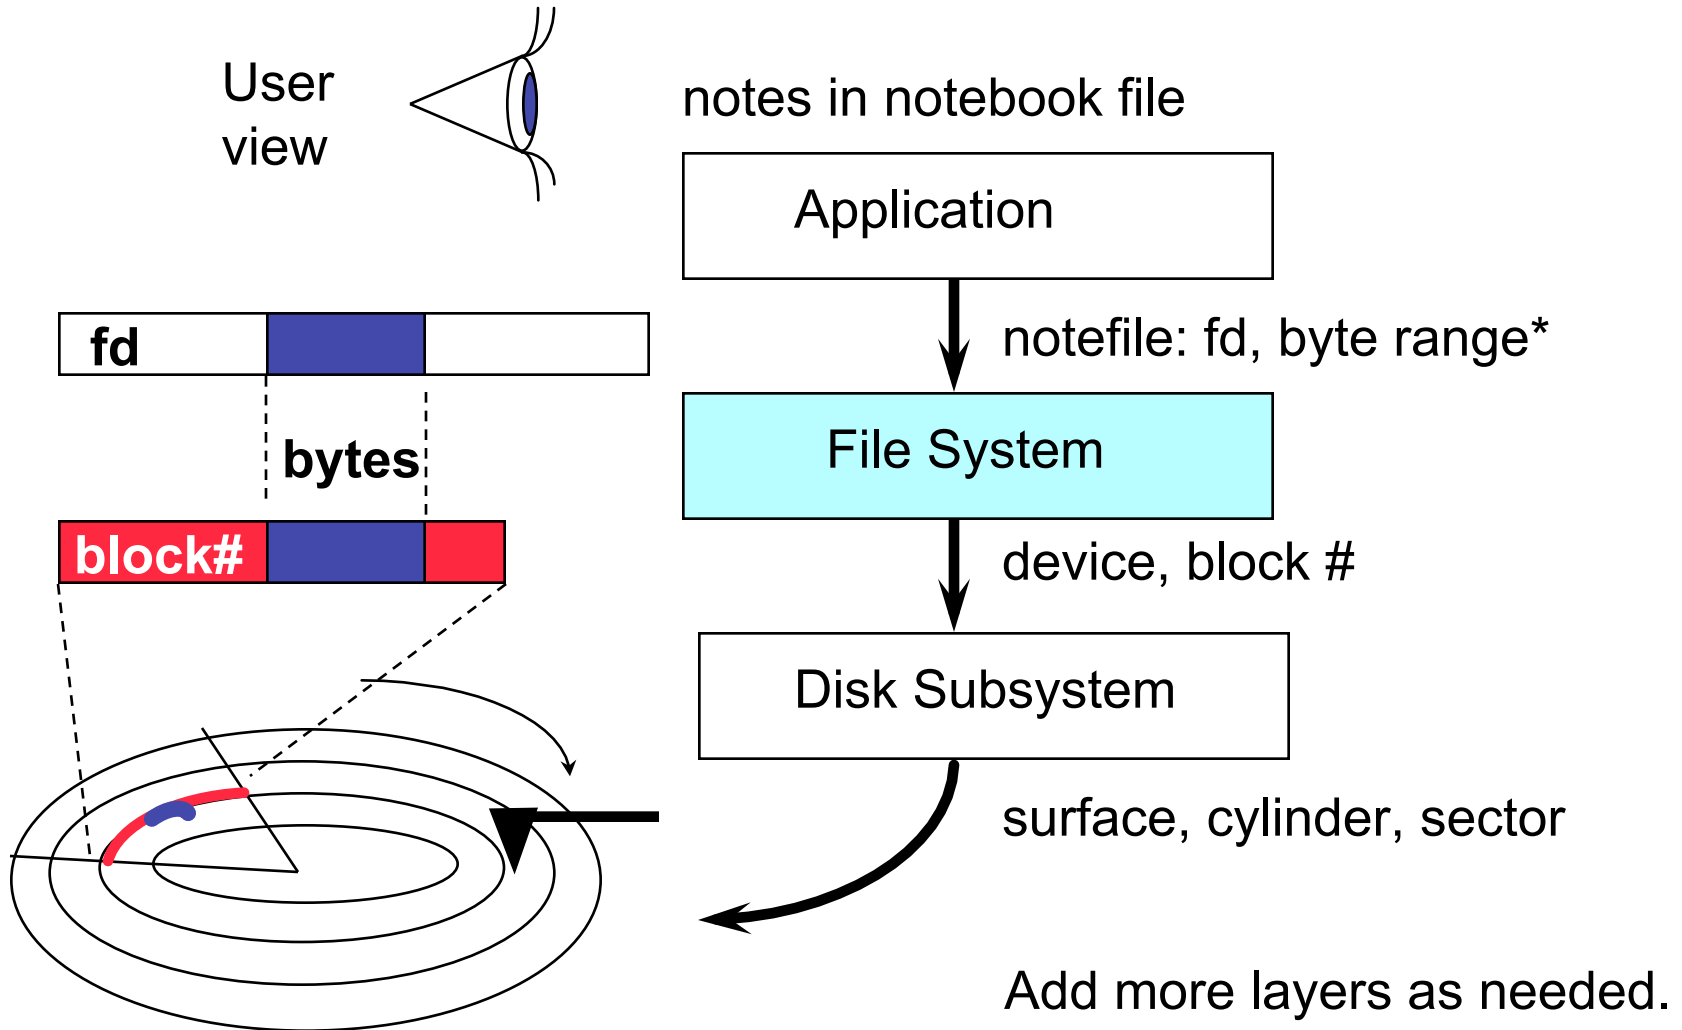 User
view
notes in notebook file
Application
fd
notefile: fd, byte range*
bytes
File System
block#
device, block #
Disk Subsystem
surface, cylinder, sector
Add more layers as needed.